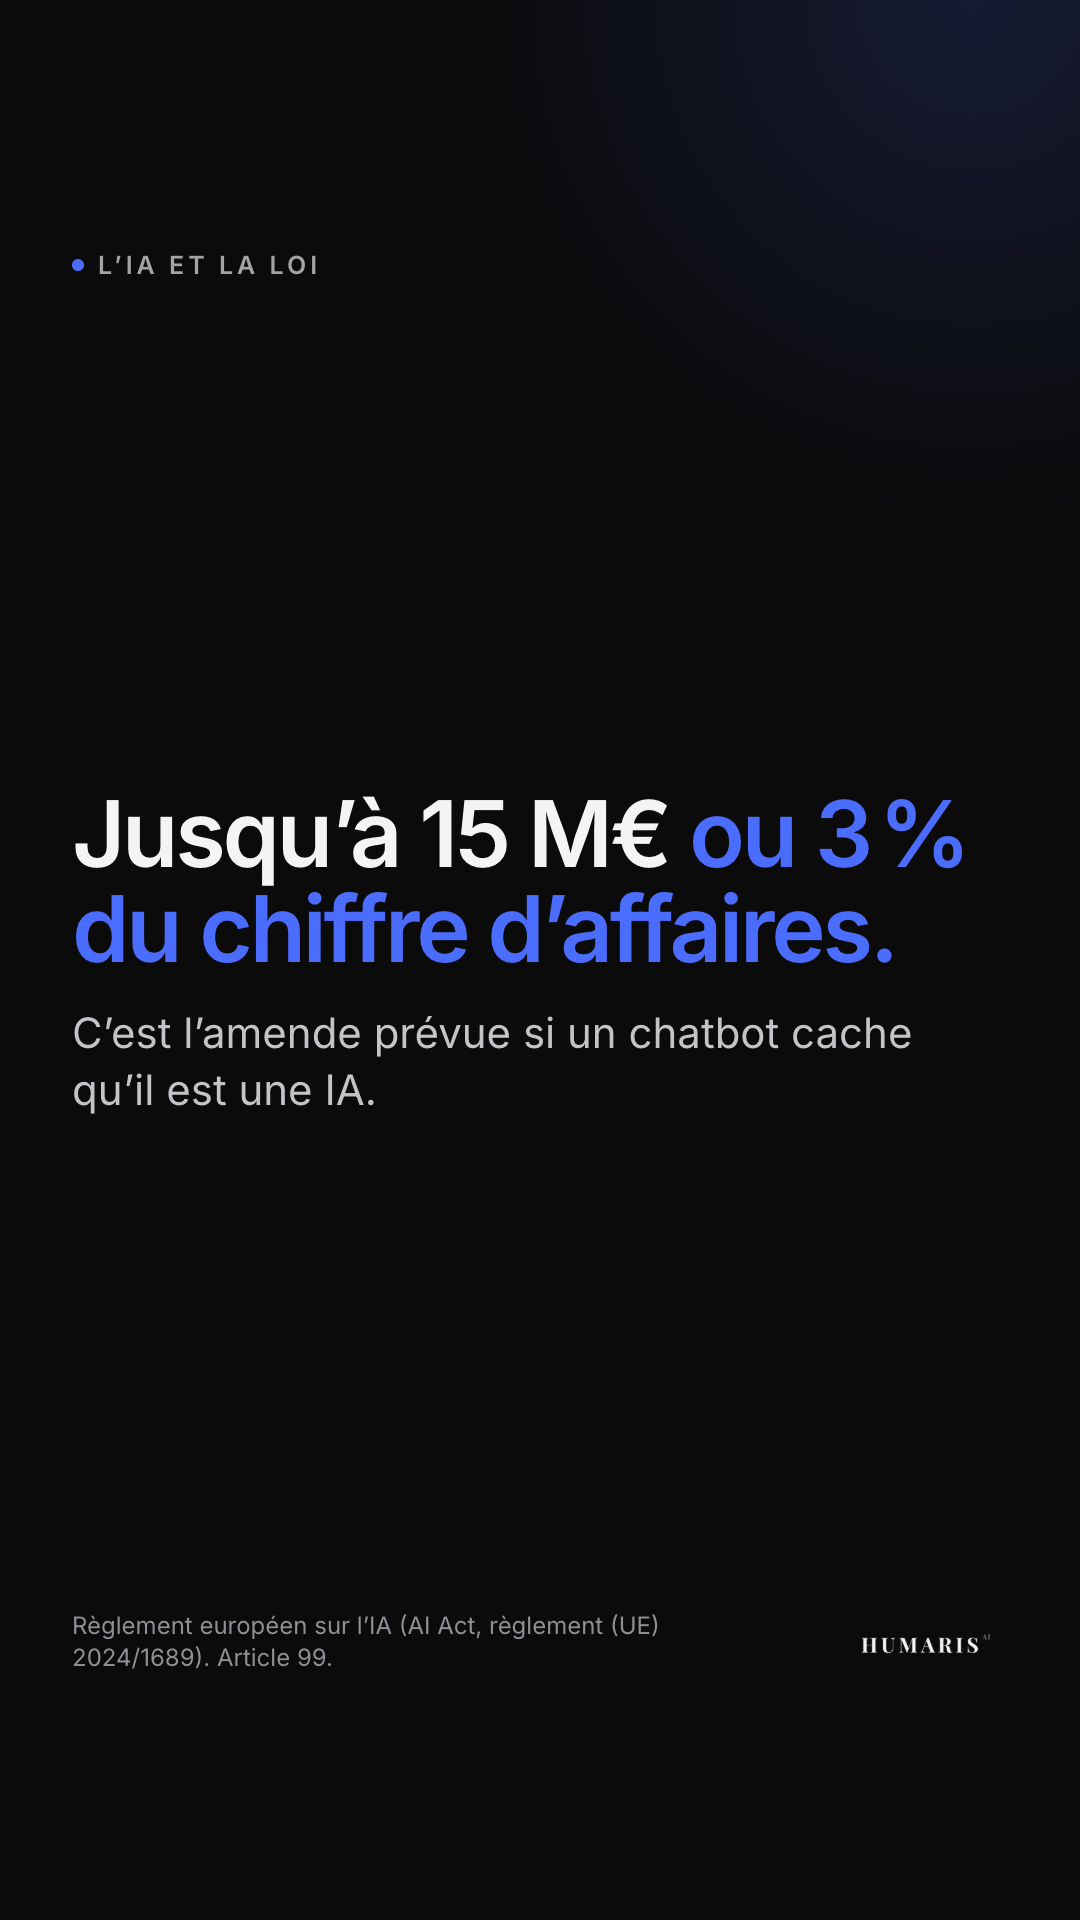 L’IA ET LA LOI
Jusqu’à 15 M€ ou 3 %
du chiffre d’affaires.
C’est l’amende prévue si un chatbot cache
qu’il est une IA.
Règlement européen sur l’IA (AI Act, règlement (UE)
2024/1689). Article 99.
HUMARIS AI